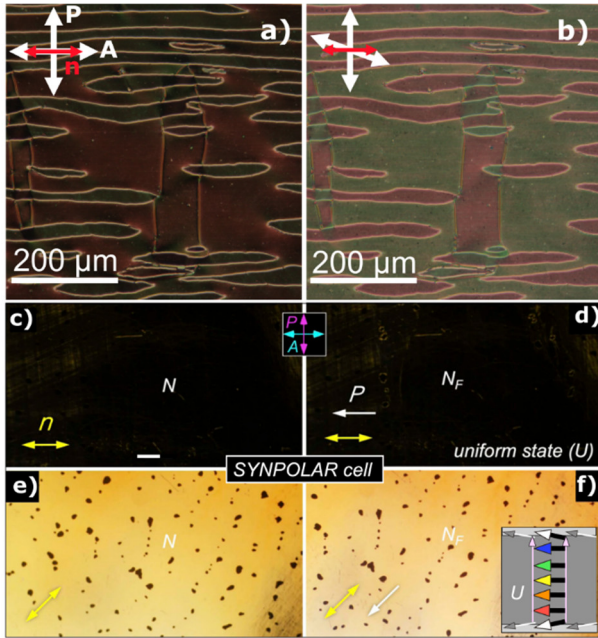 P
a)
A
n
200 µm
b)
200 µm
c)
N
n
P
A
d)
N_F
P
uniform state (U)
SYNPOLAR cell
e)
N
f)
N_F
U